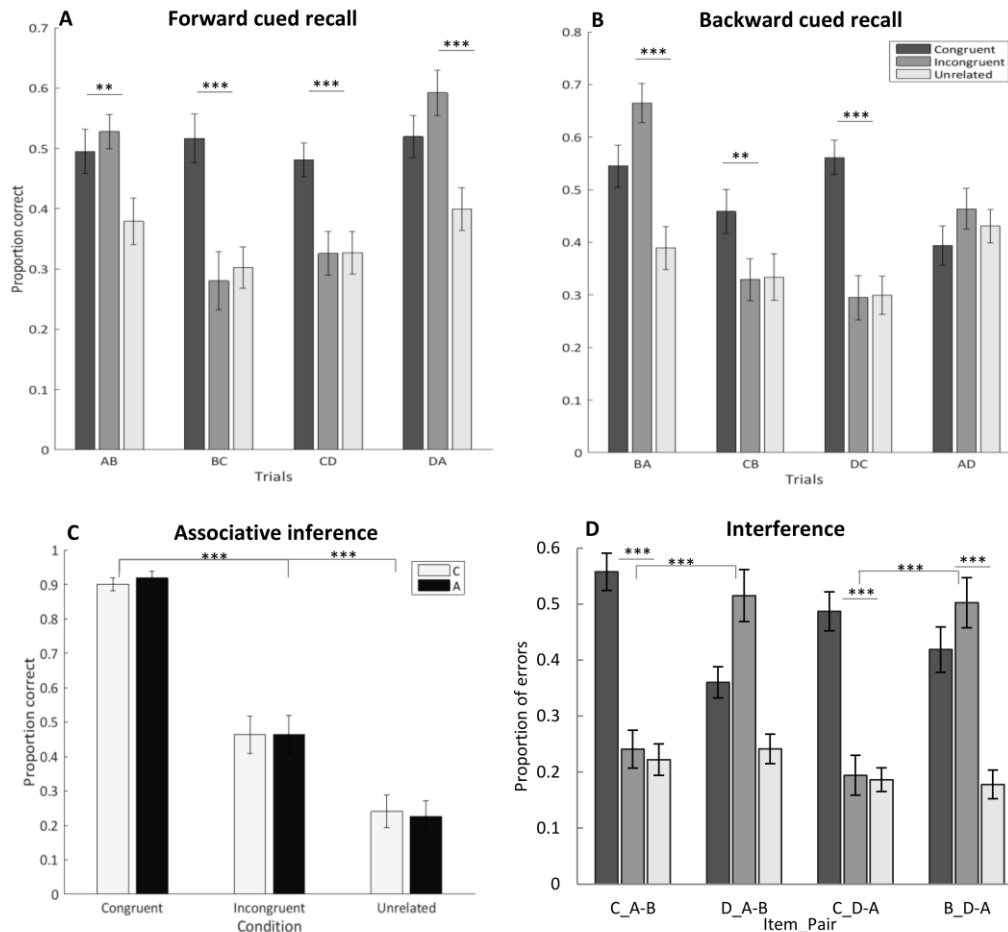 A Forward cued recall
Proportion correct
0.7
0.6
0.5
0.4
0.3
0.2
0.1
0
** *** *** ***
AB BC CD DA
Trials
B Backward cued recall
0.8
0.7
0.6
0.5
0.4
0.3
0.2
0.1
0
*** ** ***
Congruent
Incongruent
Unrelated
BA CB DC AD
Trials
C Associative inference
Proportion correct
1
0.9
0.8
0.7
0.6
0.5
0.4
0.3
0.2
0.1
0
*** ***
C
A
Congruent Incongruent Unrelated
Condition
D Interference
Proportion of errors
0.6
0.5
0.4
0.3
0.2
0.1
0
*** *** *** *** ***
C_A-B D_A-B C_D-A B_D-A
Item_Pair